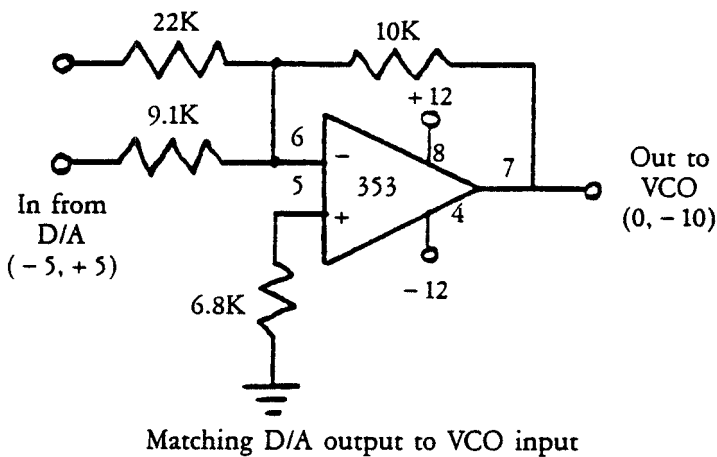 22K
10K
+12
9.1K
6
8
7
−
353
5
+
4
Out to
VCO
(0, −10)
In from
D/A
(−5, +5)
−12
6.8K
Matching D/A output to VCO input